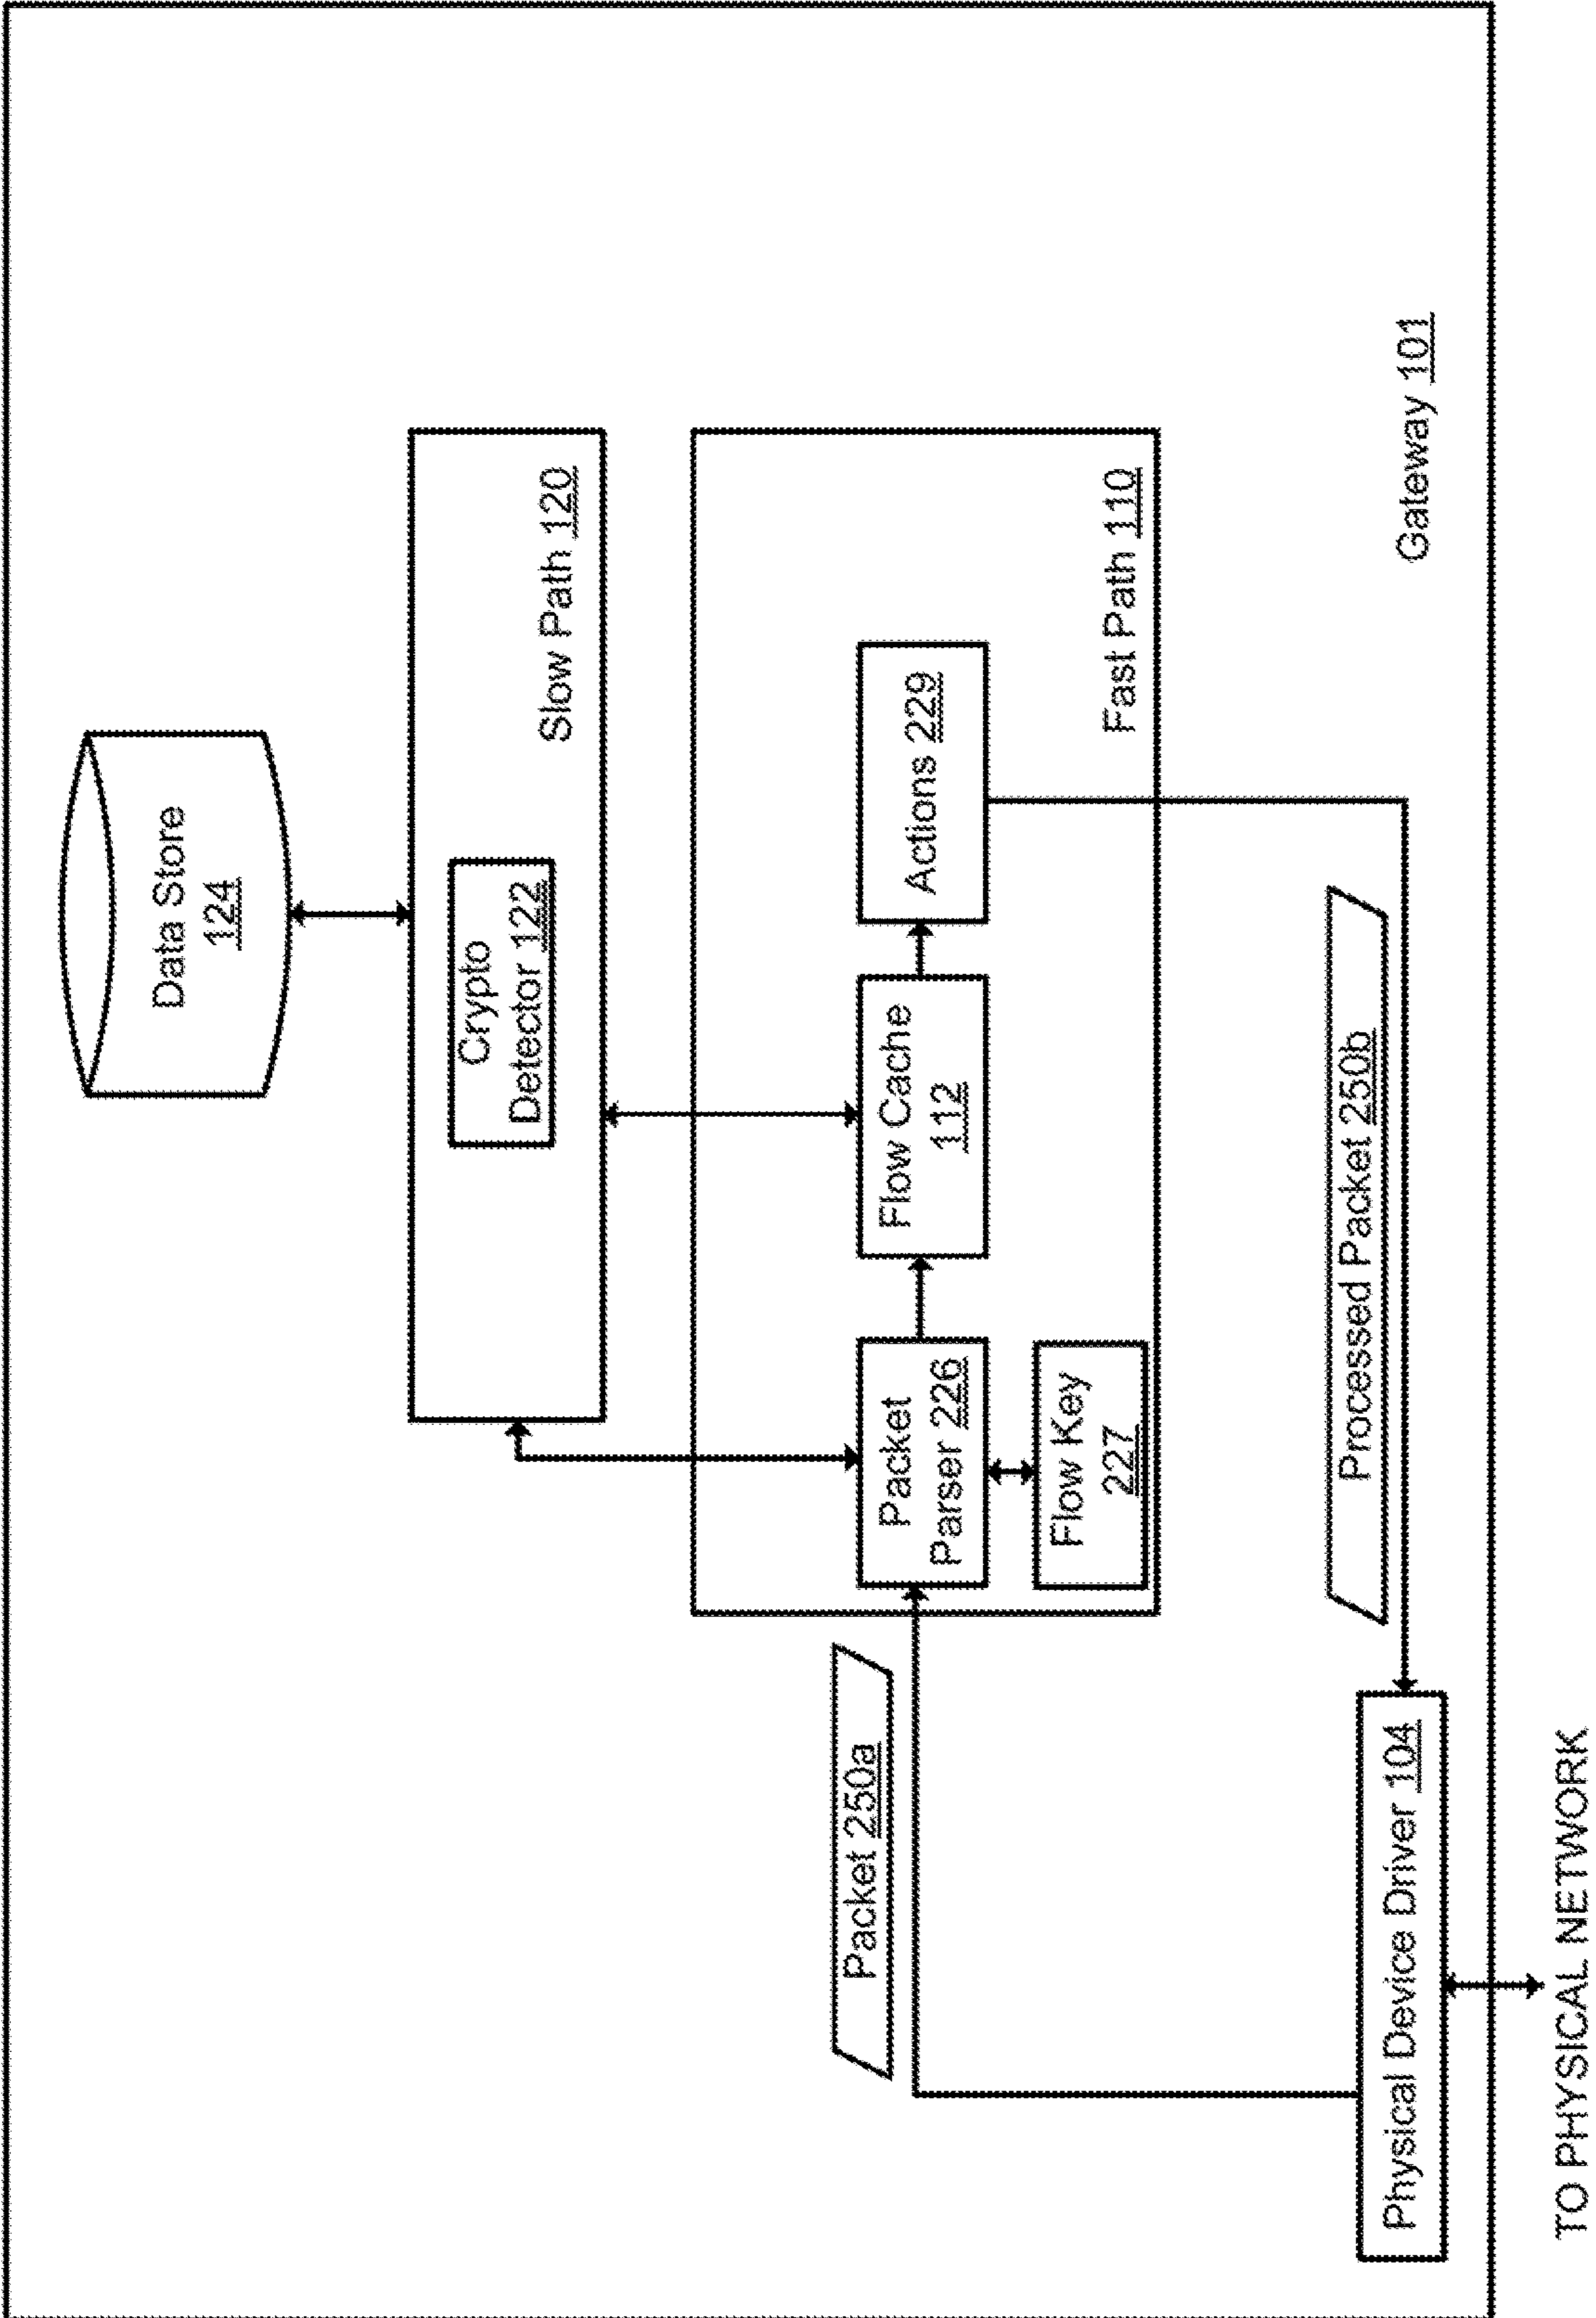 Data Store
124
Crypto
Detector 122
Slow Path 120
Packet 250a
Packet
Parser 226
Flow Cache
112
Actions 229
Flow Key
227
Fast Path 110
Processed Packet 250b
Physical Device Driver 104
Gateway 101
TO PHYSICAL NETWORK